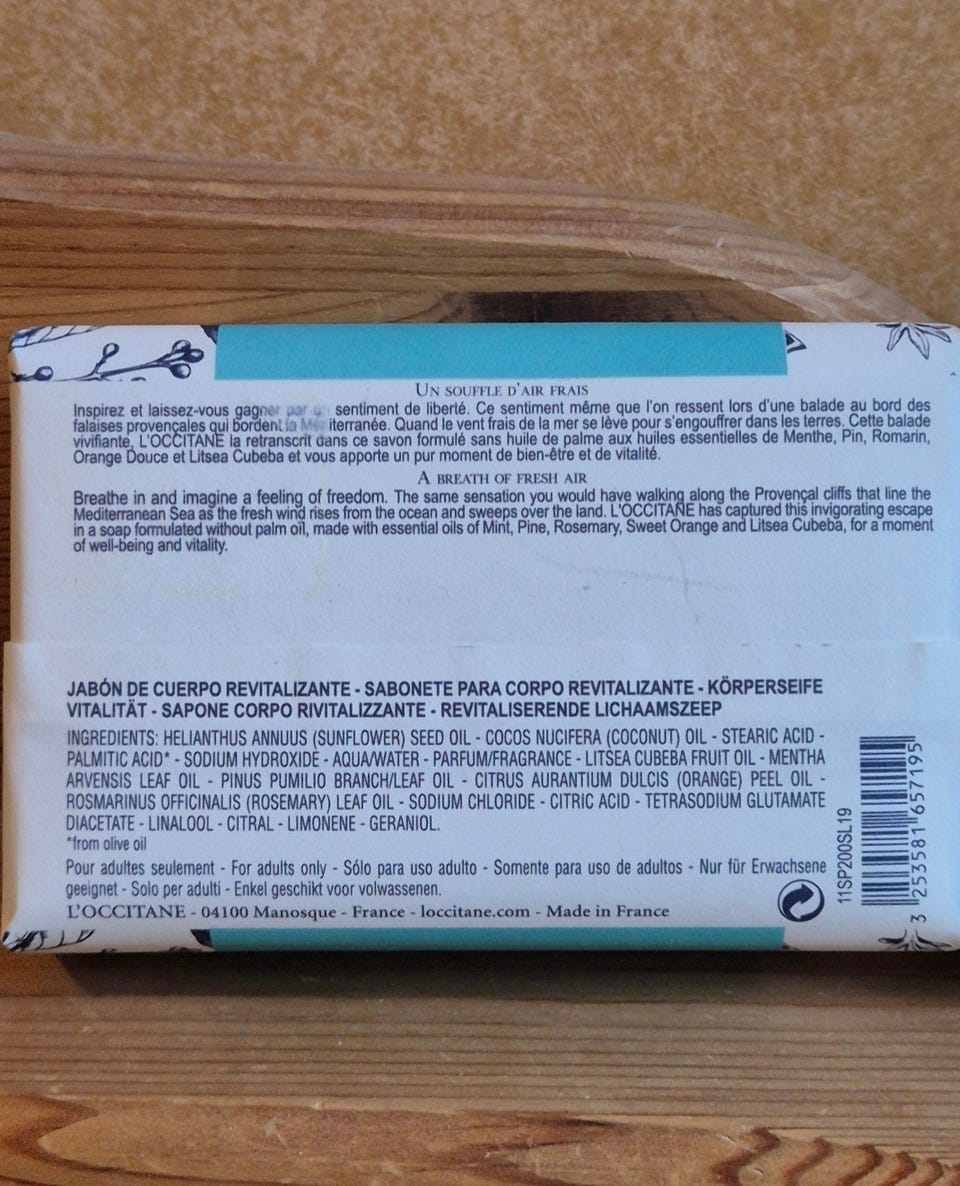 UN SOUFFLE D'AIR FRAIS
Inspirez et laissez-vous gagner par un sentiment de liberté. Ce sentiment même que l'on ressent lors d'une balade au bord des
falaises provençales qui bordent la Mé iterranée. Quand le vent frais de la mer se lève pour s'engouffrer dans les terres. Cette balade
vivifiante, L'OCCITANE la retranscrit dans ce savon formulé sans huile de palme aux huiles essentielles de Menthe, Pin, Romarin,
Orange Douce et Litsea Cubeba et vous apporte un pur moment de bien-être et de vitalité.
A BREATH OF FRESH AIR
Breathe in and imagine a feeling of freedom. The same sensation you would have walking along the Provençal cliffs that line the
Mediterranean Sea as the fresh wind rises from the ocean and sweeps over the land. L'OCCITANE has captured this invigorating escape
in a soap formulated without palm oil, made with essential oils of Mint, Pine, Rosemary, Sweet Orange and Litsea Cubeba, for a moment
of well-being and vitality.
JABÓN DE CUERPO REVITALIZANTE - SABONETE PARA CORPO REVITALIZANTE - KÖRPERSEIFE
VITALITÄT - SAPONE CORPO RIVITALIZZANTE - REVITALISERENDE LICHAAMSZEEP
INGREDIENTS: HELIANTHUS ANNUUS (SUNFLOWER) SEED OIL - COCOS NUCIFERA (COCONUT) OIL - STEARIC ACID -
PALMITIC ACID* - SODIUM HYDROXIDE - AQUA/WATER - PARFUM/FRAGRANCE - LITSEA CUBEBA FRUIT OIL - MENTHA
ARVENSIS LEAF OIL - PINUS PUMILIO BRANCH/LEAF OIL - CITRUS AURANTIUM DULCIS (ORANGE) PEEL OIL -
ROSMARINUS OFFICINALIS (ROSEMARY) LEAF OIL - SODIUM CHLORIDE - CITRIC ACID - TETRASODIUM GLUTAMATE
DIACETATE - LINALOOL - CITRAL - LIMONENE - GERANIOL.
*from olive oil
Pour adultes seulement - For adults only - Sólo para uso adulto - Somente para uso de adultos - Nur für Erwachsene
geeignet - Solo per adulti - Enkel geschikt voor volwassenen.
L'OCCITANE - 04100 Manosque - France - loccitane.com - Made in France
11SP200SL19
3 253581 657195